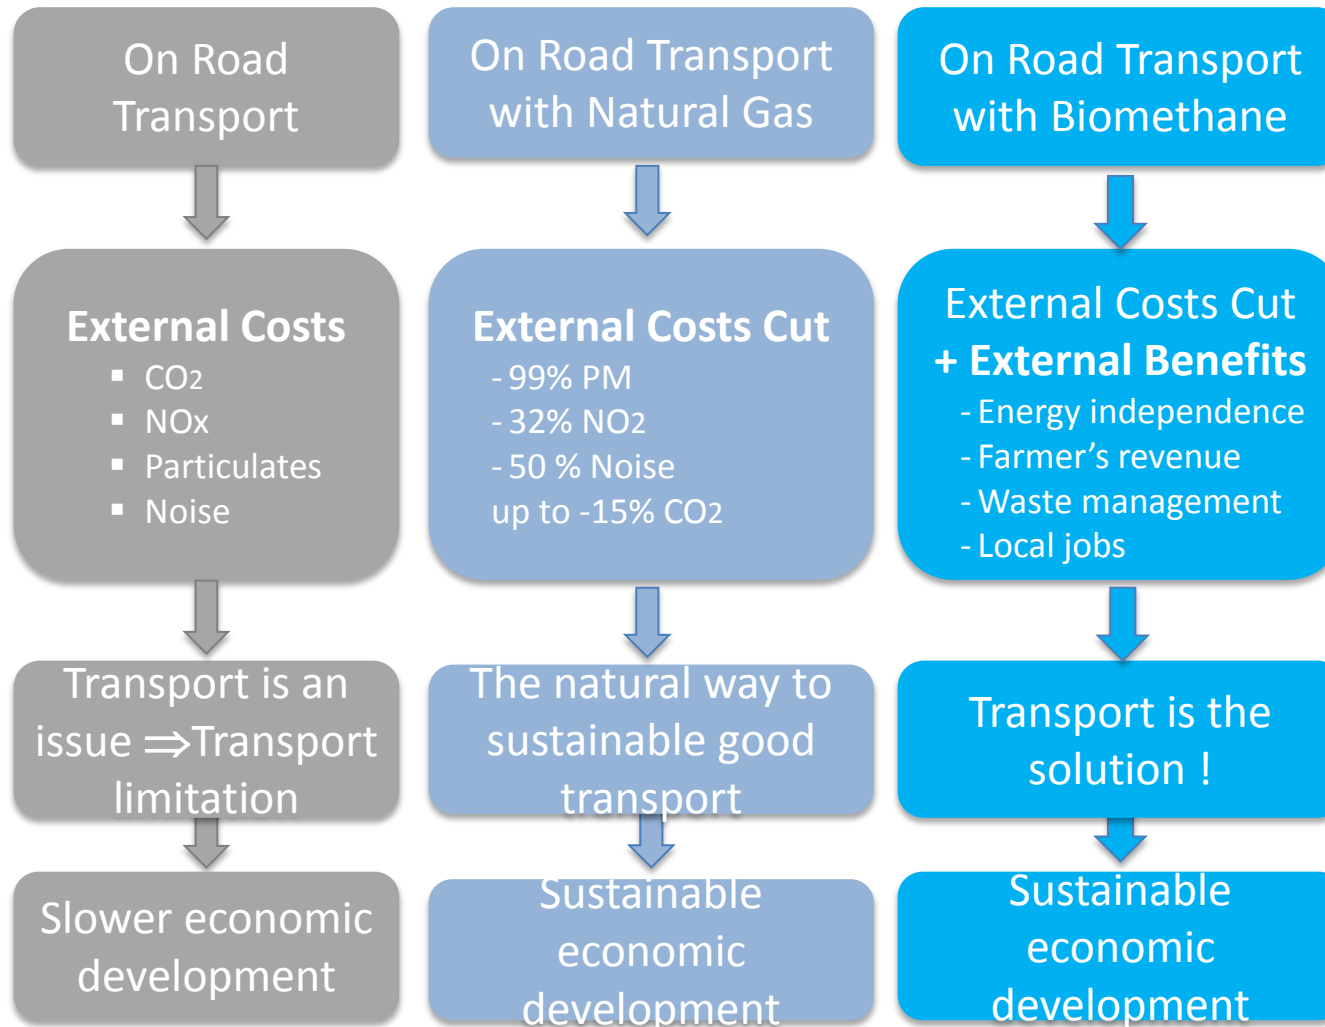 On Road
Transport
External Costs
▪ CO2
▪ NOx
▪ Particulates
▪ Noise
Transport is an
issue ⇒Transport
limitation
Slower economic
development
On Road Transport
with Natural Gas
External Costs Cut
- 99% PM
- 32% NO2
- 50 % Noise
up to -15% CO2
The natural way to
sustainable good
transport
Sustainable
economic
development
On Road Transport
with Biomethane
External Costs Cut
+ External Benefits
- Energy independence
- Farmer’s revenue
- Waste management
- Local jobs
Transport is the
solution !
Sustainable
economic
development